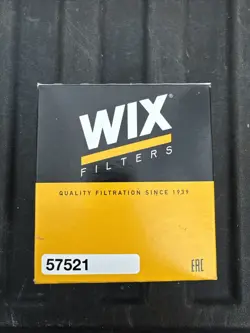 WIX®
FILTERS
QUALITY FILTRATION SINCE 1939
57521
EAC